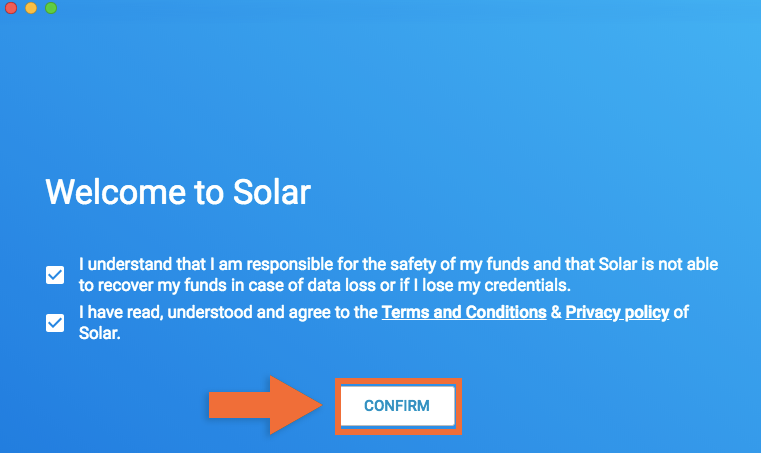 Welcome to Solar
I understand that I am responsible for the safety of my funds and that Solar is not able
to recover my funds in case of data loss or if I lose my credentials.
I have read, understood and agree to the Terms and Conditions & Privacy policy of
Solar.
CONFIRM